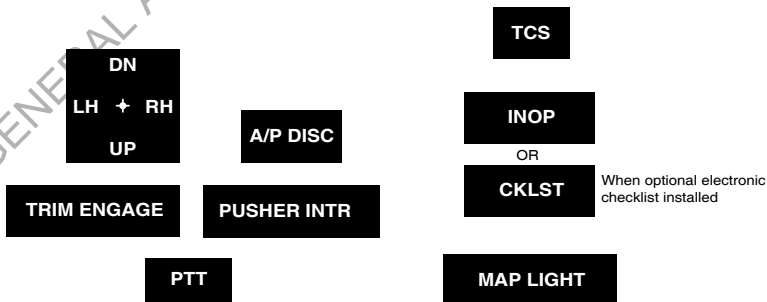 TCS
DN
LH RH
UP
A/P DISC
INOP
OR
CKLST
When optional electronic
checklist installed
TRIM ENGAGE
PUSHER INTR
PTT
MAP LIGHT
GENERAL A